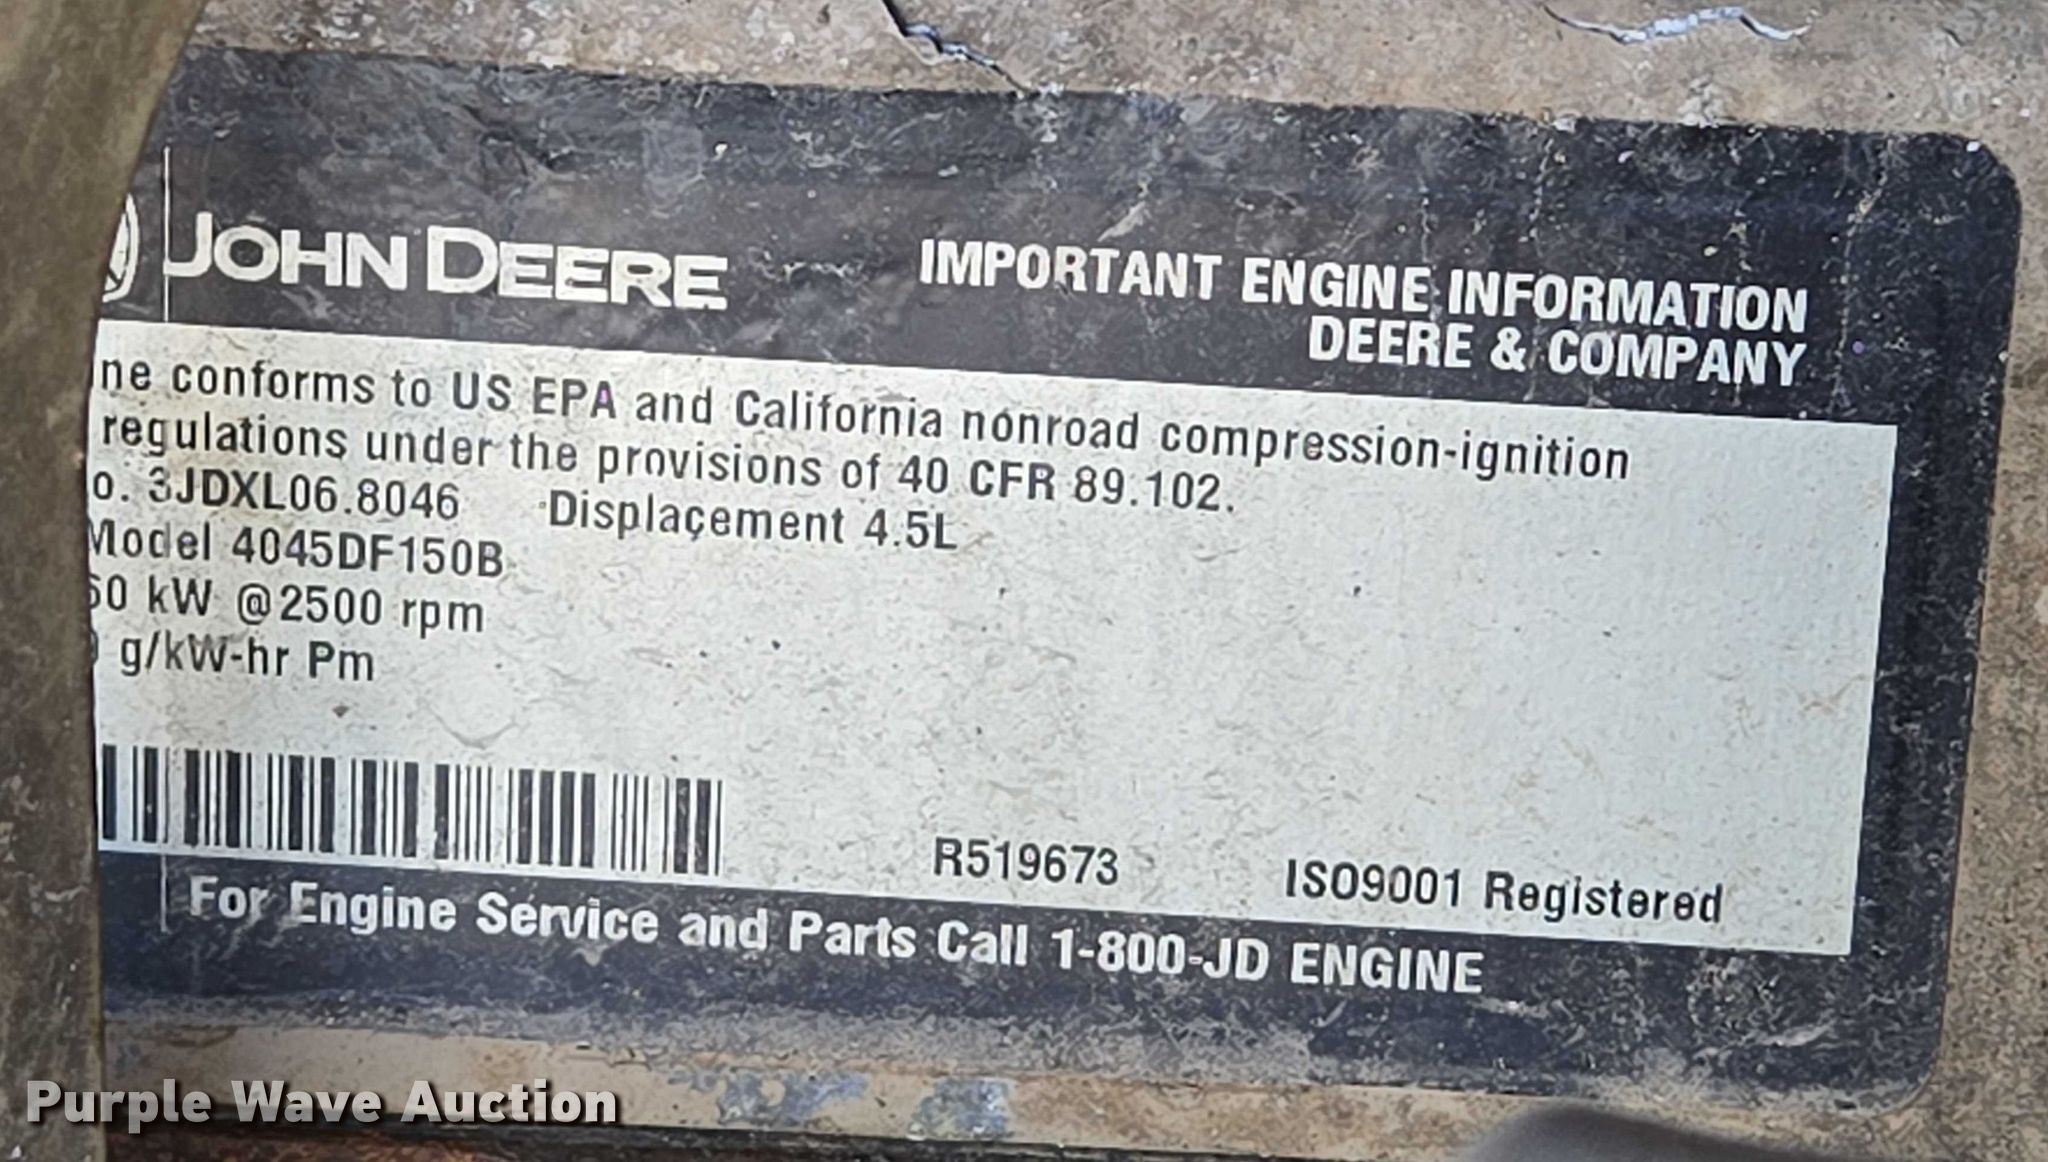 JOHN DEERE
IMPORTANT ENGINE INFORMATION
DEERE & COMPANY
ne conforms to US EPA and California nonroad compression-ignition
regulations under the provisions of 40 CFR 89.102.
o. 3JDXL06.8046 Displacement 4.5L
Model 4045DF150B
60 kW @2500 rpm
g/kW-hr Pm
R519673 ISO9001 Registered
For Engine Service and Parts Call 1-800-JD ENGINE
Purple Wave Auction